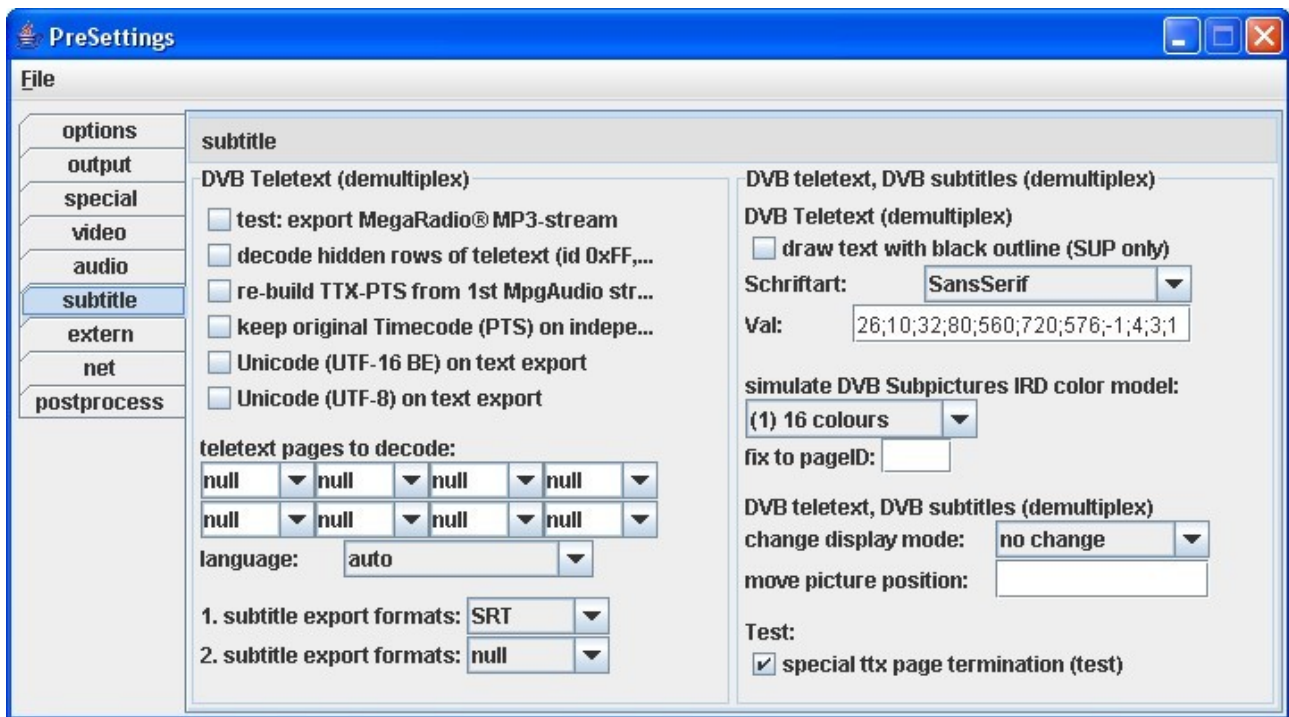 PreSettings
File
options
output
special
video
audio
subtitle
extern
net
postprocess
subtitle
DVB Teletext (demultiplex)
test: export MegaRadio® MP3-stream
decode hidden rows of teletext (id 0xFF,...
re-build TTX-PTS from 1st MpgAudio str...
keep original Timecode (PTS) on indepe...
Unicode (UTF-16 BE) on text export
Unicode (UTF-8) on text export
teletext pages to decode:
null null null null
null null null null
language: auto
1. subtitle export formats: SRT
2. subtitle export formats: null
DVB teletext, DVB subtitles (demultiplex)
DVB Teletext (demultiplex)
draw text with black outline (SUP only)
Schriftart: SansSerif
Val: 26;10;32;80;560;720;576;-1;4;3;1
simulate DVB Subpictures IRD color model:
(1) 16 colours
fix to pageID:
DVB teletext, DVB subtitles (demultiplex)
change display mode: no change
move picture position:
Test:
special ttx page termination (test)